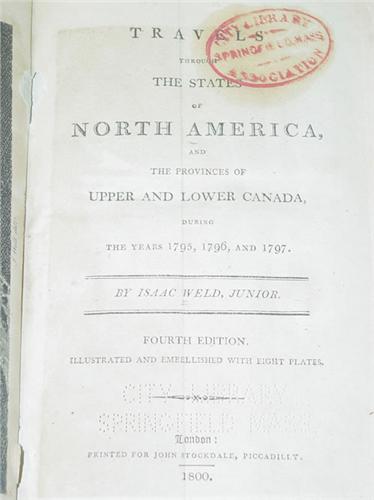 TRAVELS
THROUGH
THE STATES
OF
NORTH AMERICA,
AND
THE PROVINCES OF
UPPER AND LOWER CANADA,
DURING
THE YEARS 1795, 1796, AND 1797.
BY ISAAC WELD, JUNIOR.
FOURTH EDITION.
ILLUSTRATED AND EMBELLISHED WITH EIGHT PLATES.
London:
PRINTED FOR JOHN STOCKDALE, PICCADILLY.
1800.
CITY LIBRARY
SPRINGFIELD, MASS.
ASSOCIATION
CITY LIBRARY
SPRINGFIELD MASS.